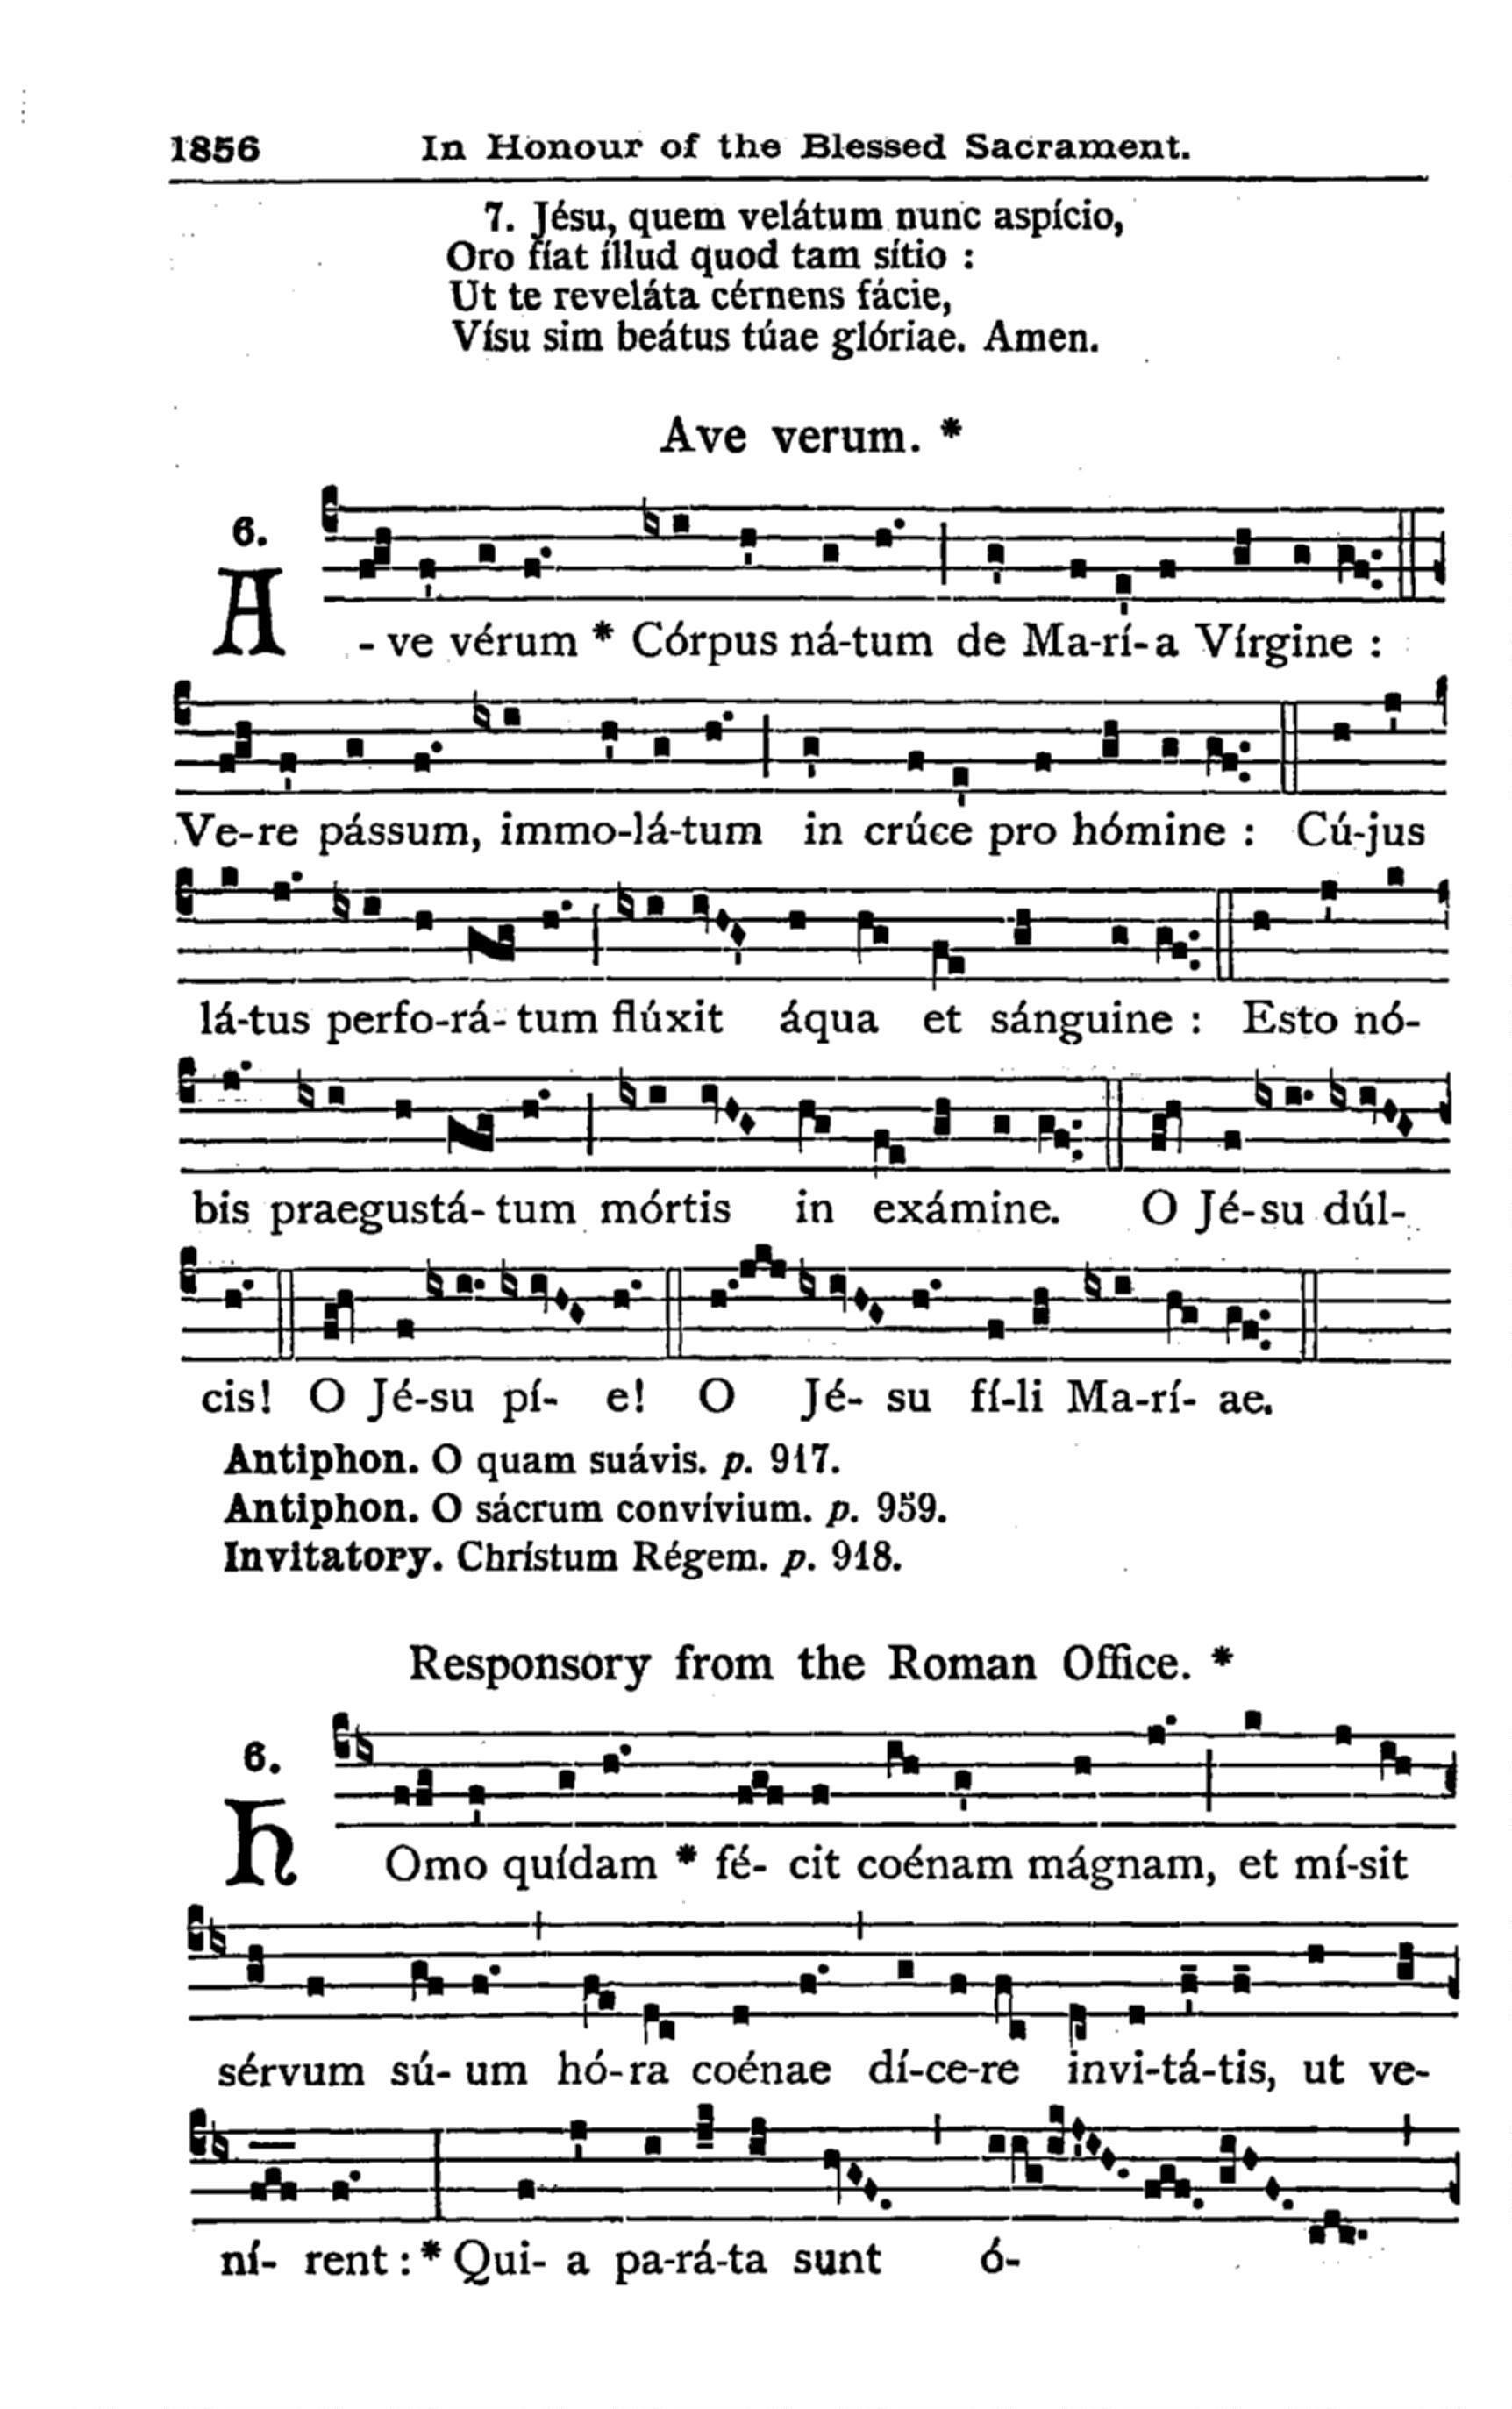 1856 In Honour of the Blessed Sacrament.
7. Jésu, quem velátum nunc aspício,
Oro fíat íllud quod tam sítio :
Ut te reveláta cérnens fácie,
Vísu sim beátus túae glóriae. Amen.
Ave verum. *
6.
A - ve vérum * Córpus ná-tum de Ma-rí-a Vírgine :
Ve-re pássum, immo-lá-tum in crúce pro hómine : Cú-jus
lá-tus perfo-rá- tum flúxit áqua et sánguine : Esto nó-
bis praegustá- tum mórtis in exámine. O Jé-su dúl-
cis! O Jé-su pí- e! O Jé- su fí-li Ma-rí- ae.
Antiphon. O quam suávis. p. 917.
Antiphon. O sácrum convívium. p. 959.
Invitatory. Chrístum Régem. p. 918.
Responsory from the Roman Office. *
6.
HOmo quídam * fé- cit coénam mágnam, et mí-sit
sérvum sú- um hó-ra coénae dí-ce-re invi-tá-tis, ut ve-
ní- rent : * Qui- a pa-rá-ta sunt ó-